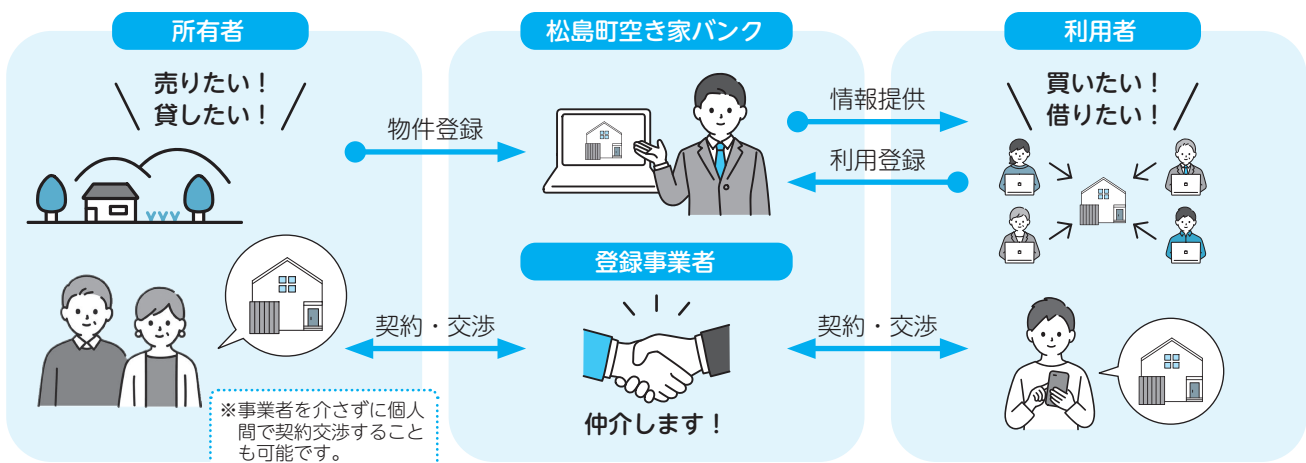 所有者
売りたい！
貸したい！
物件登録
松島町空き家バンク
情報提供
利用登録
利用者
買いたい！
借りたい！
契約・交渉
※事業者を介さずに個人
間で契約交渉すること
も可能です。
登録事業者
仲介します！
契約・交渉